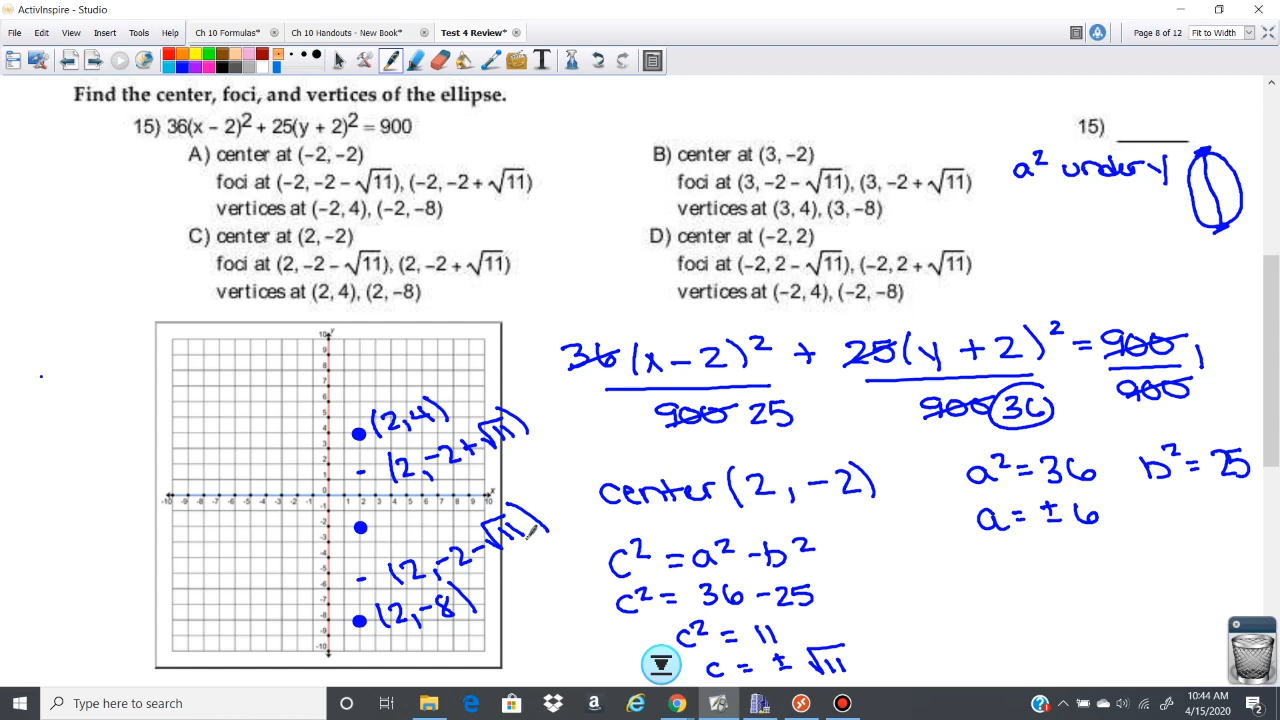 ActivInspire - Studio
File Edit View Insert Tools Help
Ch 10 Formulas*
Ch 10 Handouts - New Book*
Test 4 Review*
Page 8 of 12
Fit to Width
Find the center, foci, and vertices of the ellipse.
15) 36(x − 2)² + 25(y + 2)² = 900
15) ______
A) center at (−2, −2)
foci at (−2, −2 − √11), (−2, −2 + √11)
vertices at (−2, 4), (−2, −8)
B) center at (3, −2)
foci at (3, −2 − √11), (3, −2 + √11)
vertices at (3, 4), (3, −8)
C) center at (2, −2)
foci at (2, −2 − √11), (2, −2 + √11)
vertices at (2, 4), (2, −8)
D) center at (−2, 2)
foci at (−2, 2 − √11), (−2, 2 + √11)
vertices at (−2, 4), (−2, −8)
a² under y
36(x − 2)² + 25(y + 2)² = 900 1
900 25 900 36 900
(2, 4)
(2, −2 + √11)
(2, −2 − √11)
(2, −8)
center (2, −2)
a² = 36 b² = 25
a = ± 6
c² = a² − b²
c² = 36 − 25
c² = 11
c = ± √11
Type here to search
10:44 AM
4/15/2020